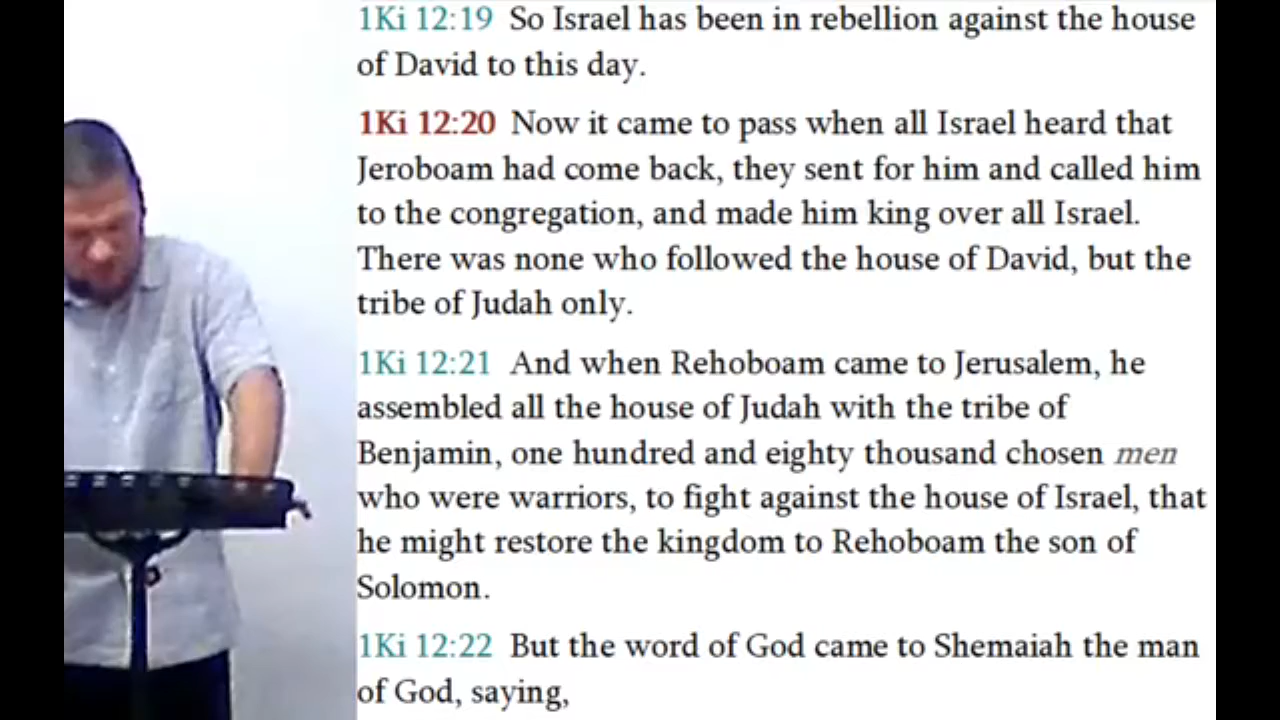 1Ki 12:19 So Israel has been in rebellion against the house
of David to this day.
1Ki 12:20 Now it came to pass when all Israel heard that
Jeroboam had come back, they sent for him and called him
to the congregation, and made him king over all Israel.
There was none who followed the house of David, but the
tribe of Judah only.
1Ki 12:21 And when Rehoboam came to Jerusalem, he
assembled all the house of Judah with the tribe of
Benjamin, one hundred and eighty thousand chosen men
who were warriors, to fight against the house of Israel, that
he might restore the kingdom to Rehoboam the son of
Solomon.
1Ki 12:22 But the word of God came to Shemaiah the man
of God, saying,